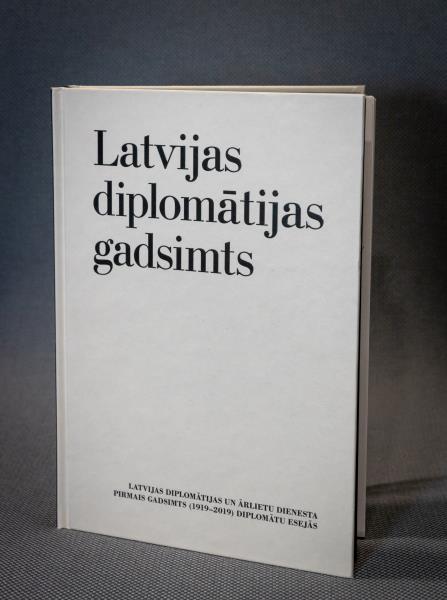 Latvijas
diplomātijas
gadsimts
LATVIJAS DIPLOMĀTIJAS UN ĀRLIETU DIENESTA
PIRMAIS GADSIMTS (1919–2019) DIPLOMĀTU ESEJĀS